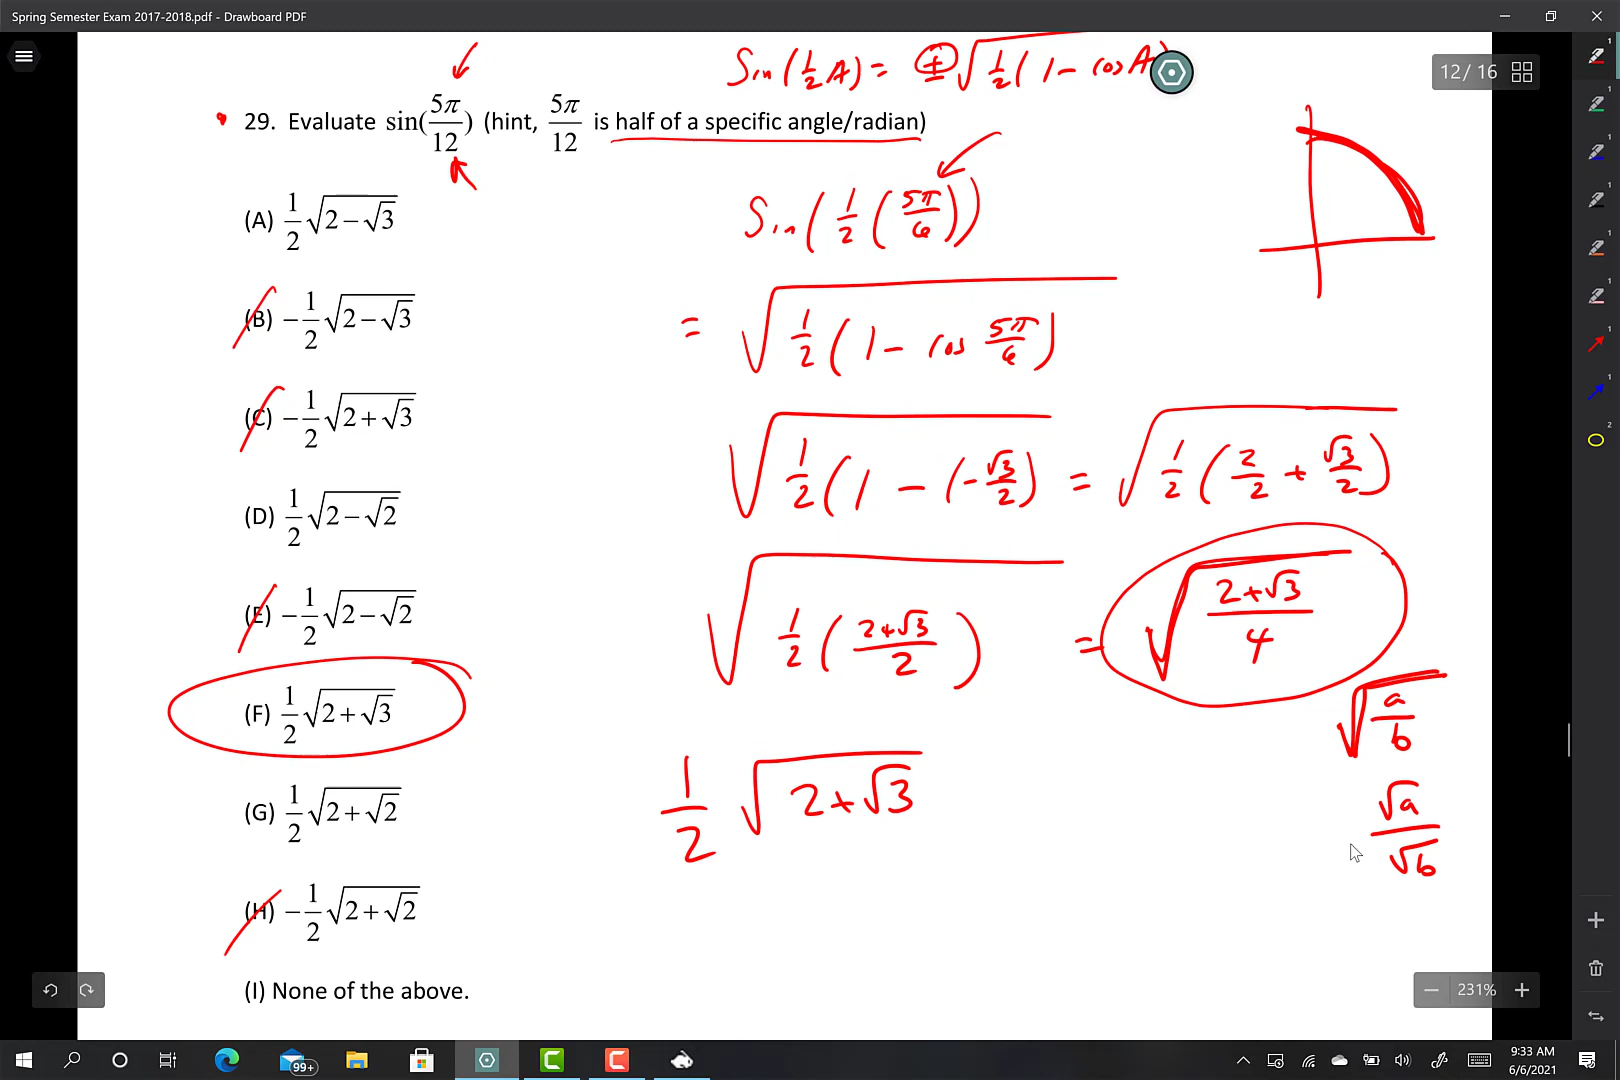 Spring Semester Exam 2017-2018.pdf - Drawboard PDF
12/ 16
Sin(½A) = ±√(½(1 - cosA)
29. Evaluate sin(5π/12) (hint, 5π/12 is half of a specific angle/radian)
Sin(½(5π/6))
(A) ½√(2-√3)
= √(½(1 - cos 5π/6)
(B) -½√(2-√3)
(C) -½√(2+√3)
√(½(1 - (-√3/2)) = √(½(2/2 + √3/2))
(D) ½√(2-√2)
(E) -½√(2-√2)
√(½((2+√3)/2)) = √((2+√3)/4)
(F) ½√(2+√3)
√(a/b)
(G) ½√(2+√2)
½√(2+√3)
√a/√b
(H) -½√(2+√2)
(I) None of the above.
231%
99+
9:33 AM
6/6/2021